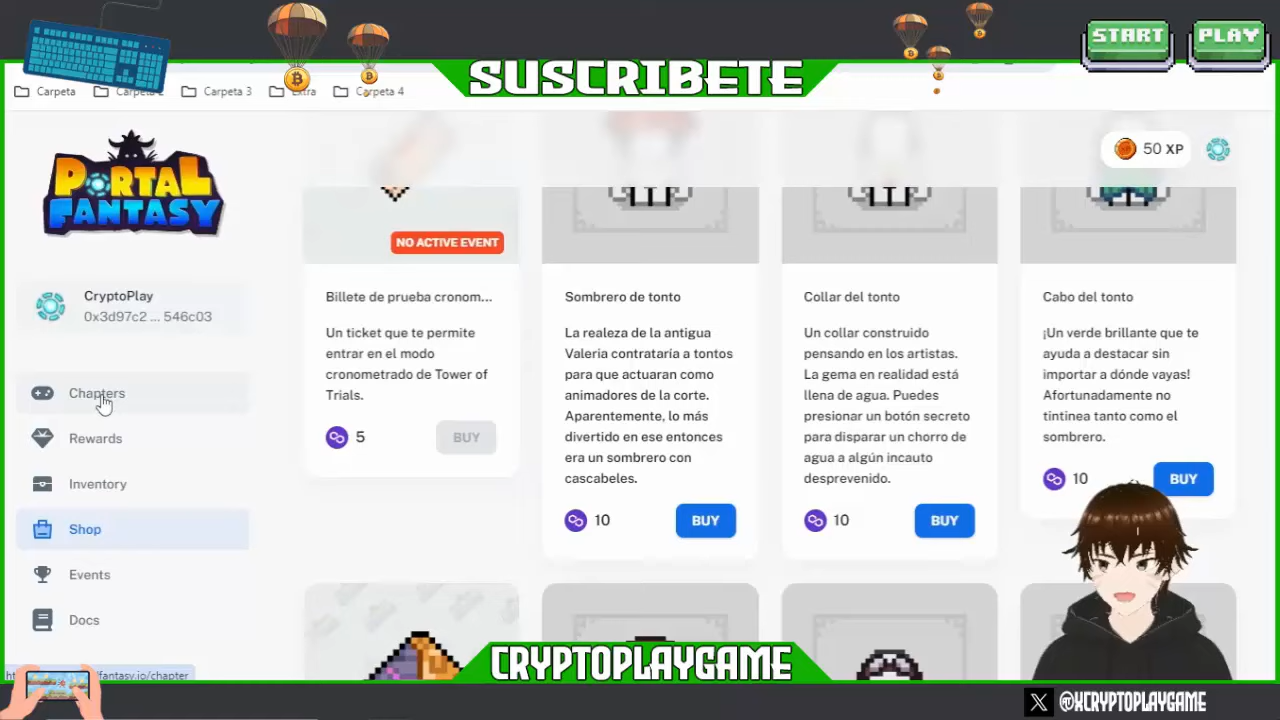 START
PLAY
SUSCRIBETE
Carpeta
Carpeta 3
Carpeta 4
PORTAL
FANTASY
50 XP
CryptoPlay
0x3d97c2 ... 546c03
Chapters
Rewards
Inventory
Shop
Events
Docs
NO ACTIVE EVENT
Billete de prueba cronom...
Un ticket que te permite
entrar en el modo
cronometrado de Tower of
Trials.
5
BUY
Sombrero de tonto
La realeza de la antigua
Valeria contrataría a tontos
para que actuaran como
animadores de la corte.
Aparentemente, lo más
divertido en ese entonces
era un sombrero con
cascabeles.
10
BUY
Collar del tonto
Un collar construido
pensando en los artistas.
La gema en realidad está
llena de agua. Puedes
presionar un botón secreto
para disparar un chorro de
agua a algún incauto
desprevenido.
10
BUY
Cabo del tonto
¡Un verde brillante que te
ayuda a destacar sin
importar a dónde vayas!
Afortunadamente no
tintinea tanto como el
sombrero.
10
BUY
fantasy.io/chapter
CRYPTOPLAYGAME
X @XCRYPTOPLAYGAME